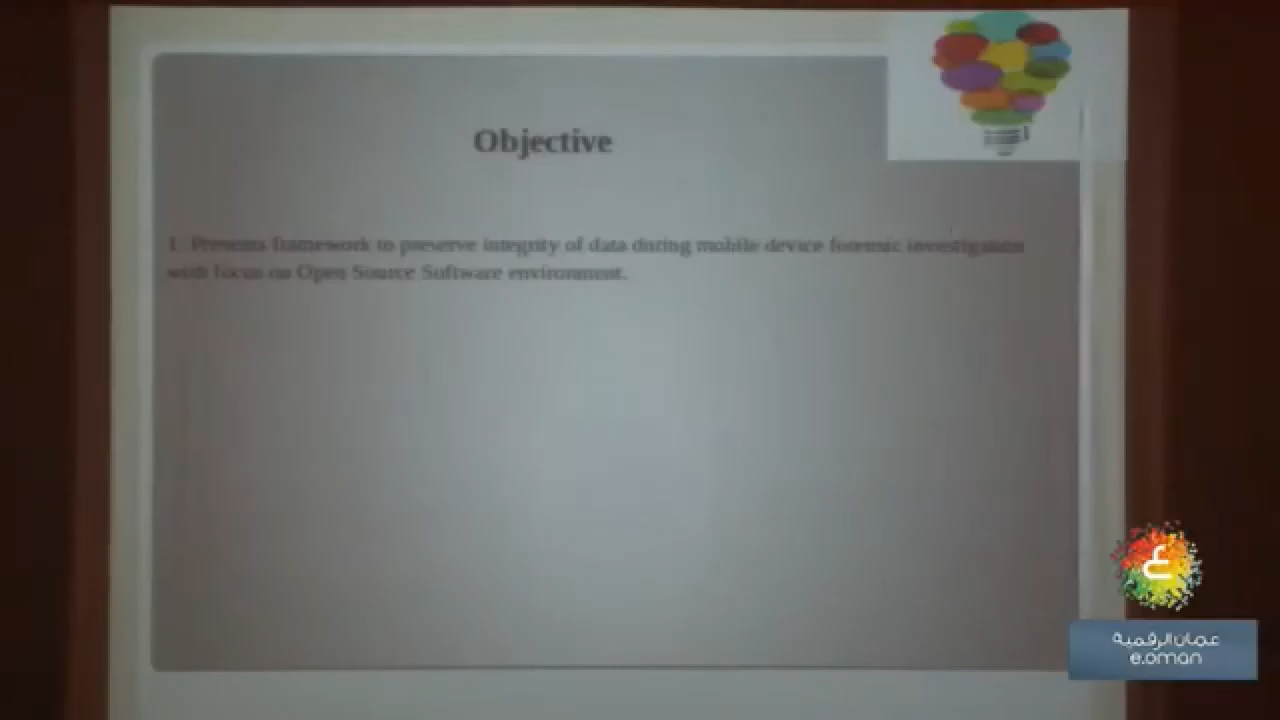 Objective
1. Presents framework to preserve integrity of data during mobile device forensic investigation
with focus on Open Source Software environment.
ع
عمان الرقمية
e.oman